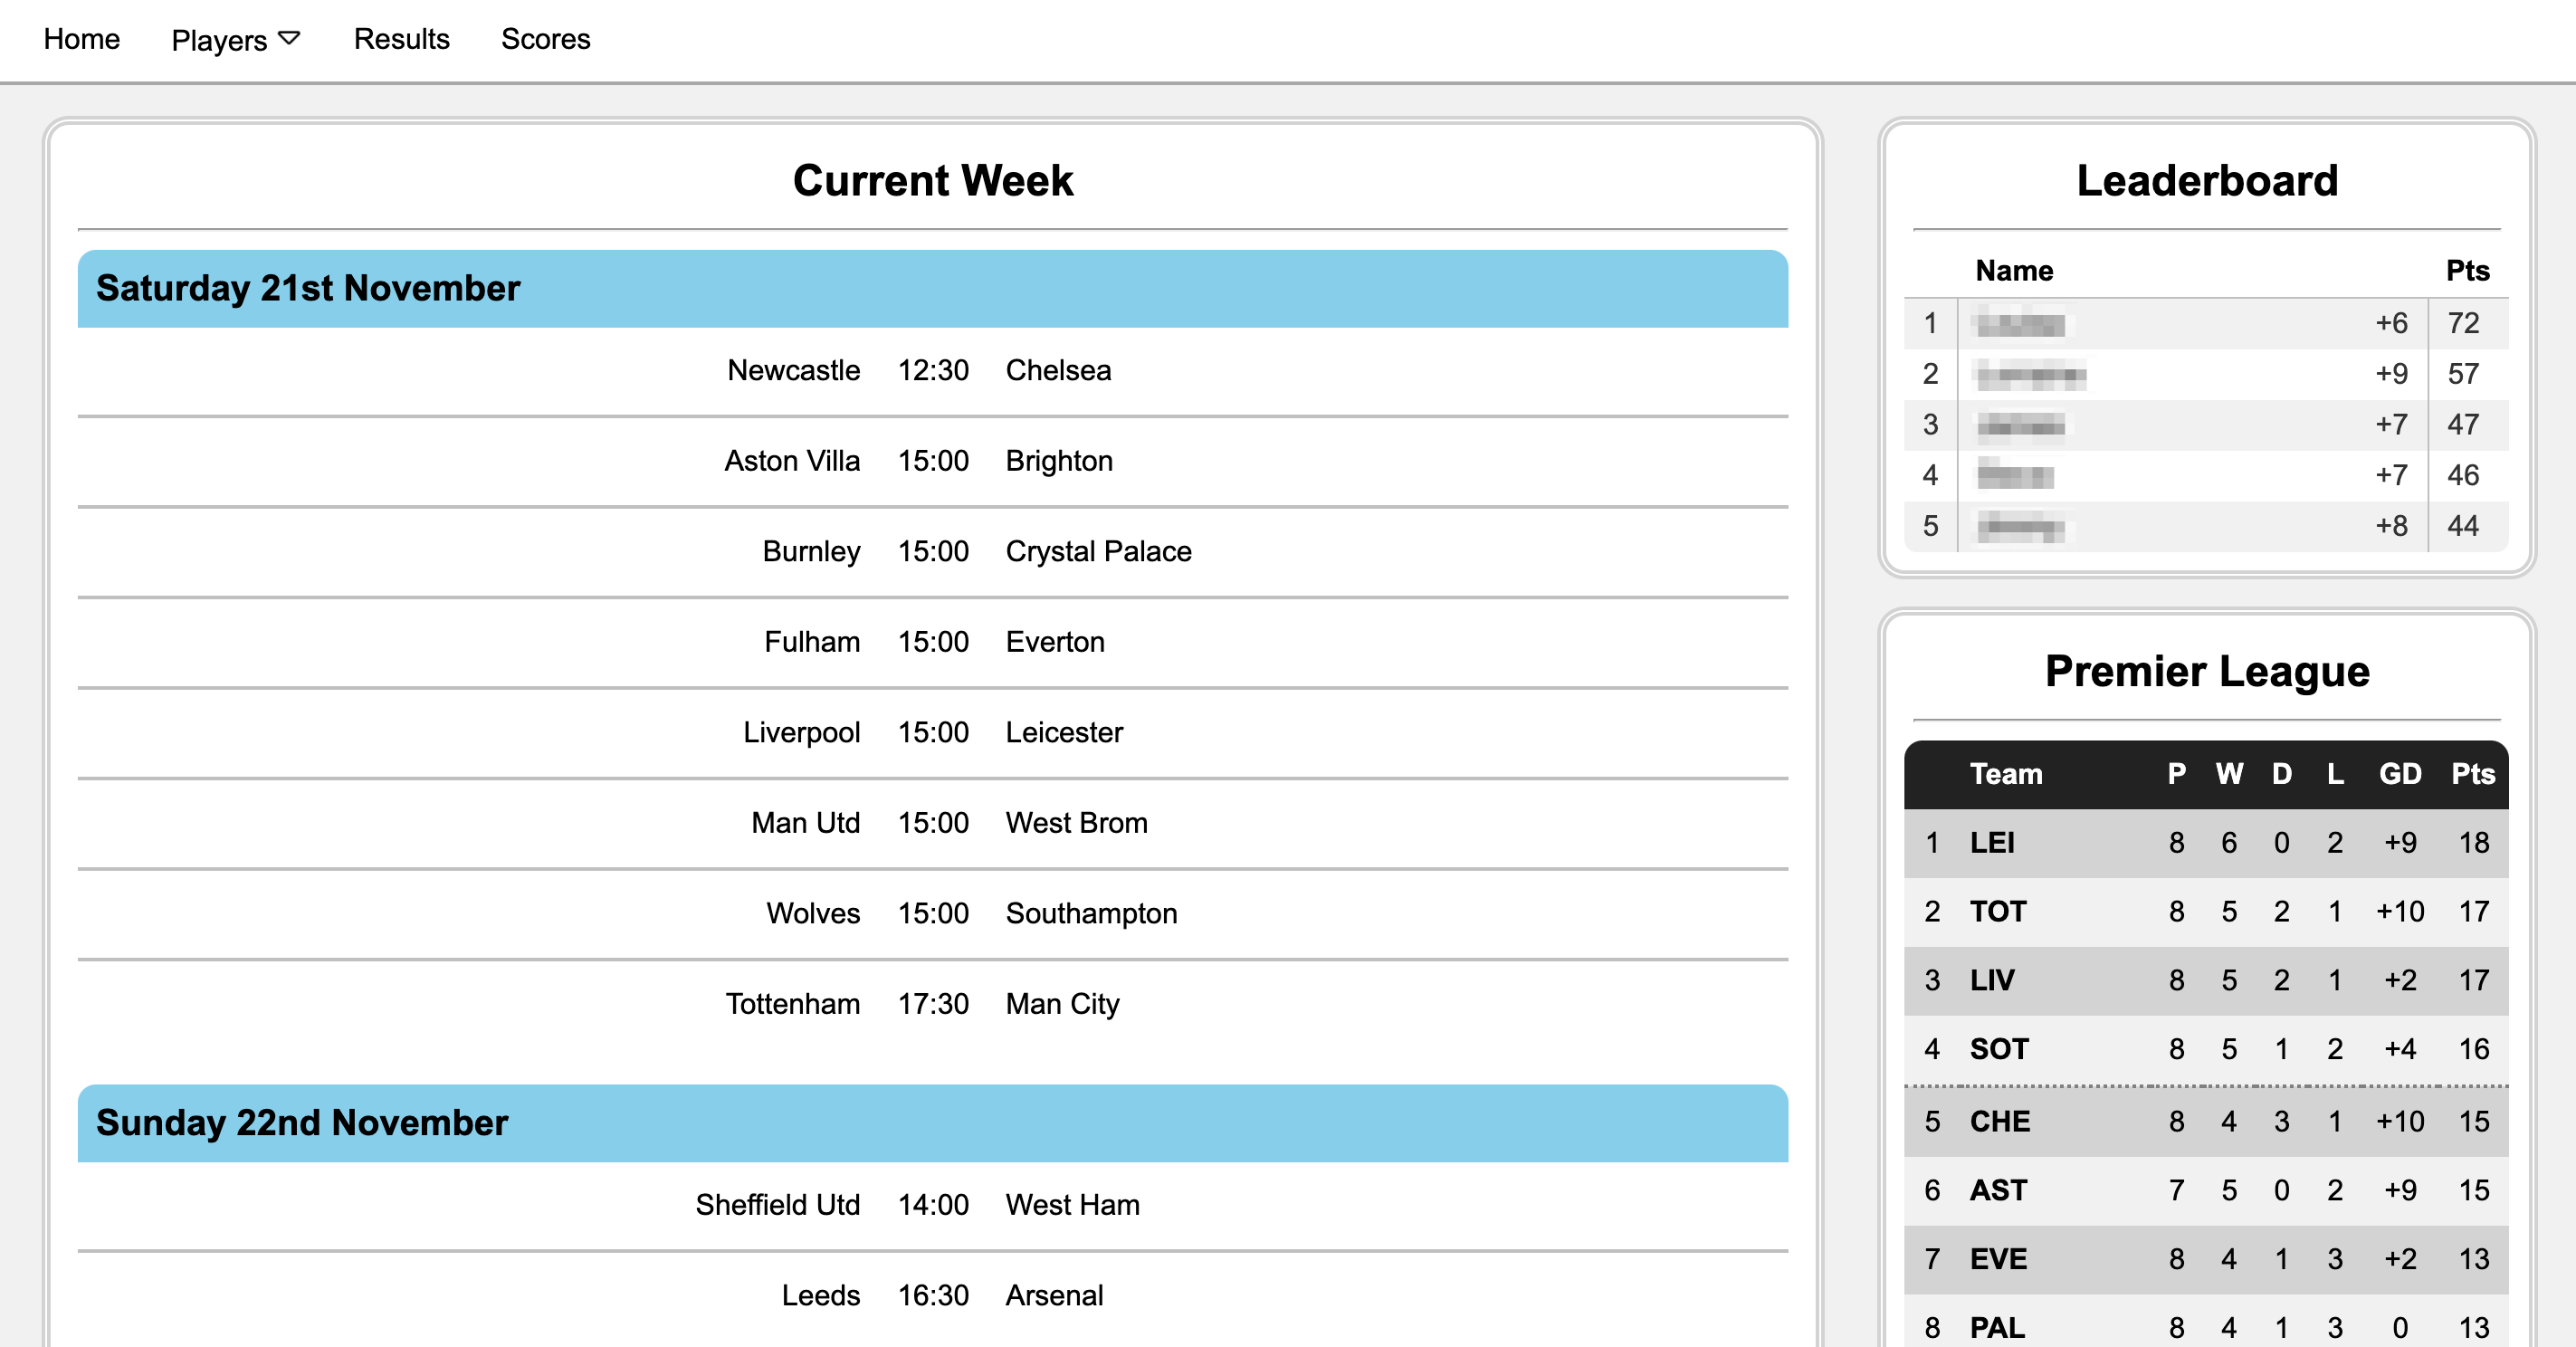 Home Players Results Scores
Current Week
Saturday 21st November
Newcastle 12:30 Chelsea
Aston Villa 15:00 Brighton
Burnley 15:00 Crystal Palace
Fulham 15:00 Everton
Liverpool 15:00 Leicester
Man Utd 15:00 West Brom
Wolves 15:00 Southampton
Tottenham 17:30 Man City
Sunday 22nd November
Sheffield Utd 14:00 West Ham
Leeds 16:30 Arsenal
Leaderboard
Name Pts
1 +6 72
2 +9 57
3 +7 47
4 +7 46
5 +8 44
Premier League
Team P W D L GD Pts
1 LEI 8 6 0 2 +9 18
2 TOT 8 5 2 1 +10 17
3 LIV 8 5 2 1 +2 17
4 SOT 8 5 1 2 +4 16
5 CHE 8 4 3 1 +10 15
6 AST 7 5 0 2 +9 15
7 EVE 8 4 1 3 +2 13
8 PAL 8 4 1 3 0 13